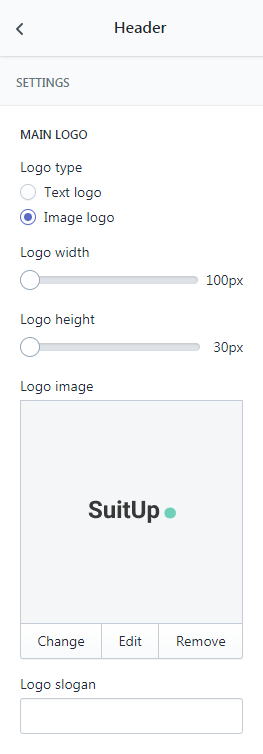 Header
SETTINGS
MAIN LOGO
Logo type
Text logo
Image logo
Logo width
100px
Logo height
30px
Logo image
SuitUp
Change Edit Remove
Logo slogan